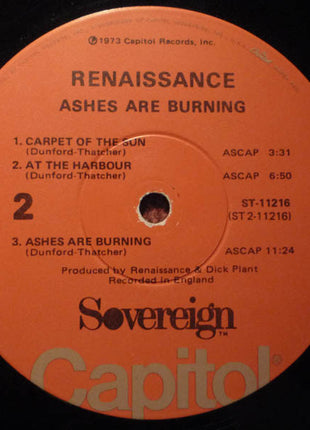 ℗1973 Capitol Records, Inc.
RENAISSANCE
ASHES ARE BURNING
1. CARPET OF THE SUN
(Dunford-Thatcher) ASCAP 3:31
2. AT THE HARBOUR
(Dunford-Thatcher) ASCAP 6:50
2 ST-11216
(ST2-11216)
3. ASHES ARE BURNING
(Dunford-Thatcher) ASCAP 11:24
Produced by Renaissance & Dick Plant
Recorded in England
Sovereign TM
Capitol®